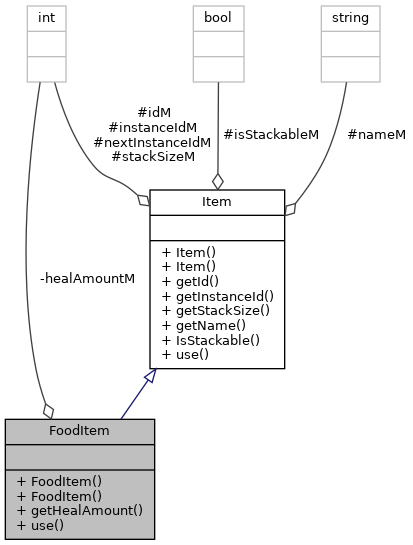 int
bool
string
#idM
#instanceIdM
#nextInstanceIdM
#stackSizeM
#isStackableM
#nameM
Item
+ Item()
+ Item()
+ getId()
+ getInstanceId()
+ getStackSize()
+ getName()
+ IsStackable()
+ use()
-healAmountM
FoodItem
+ FoodItem()
+ FoodItem()
+ getHealAmount()
+ use()